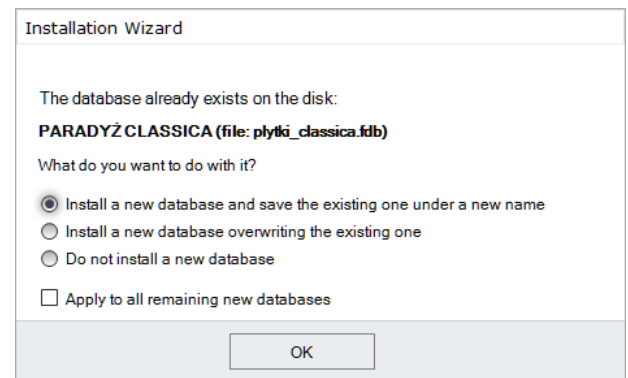 Installation Wizard
The database already exists on the disk:
PARADYŻ CLASSICA (file: plytki_classica.fdb)
What do you want to do with it?
Install a new database and save the existing one under a new name
Install a new database overwriting the existing one
Do not install a new database
Apply to all remaining new databases
OK